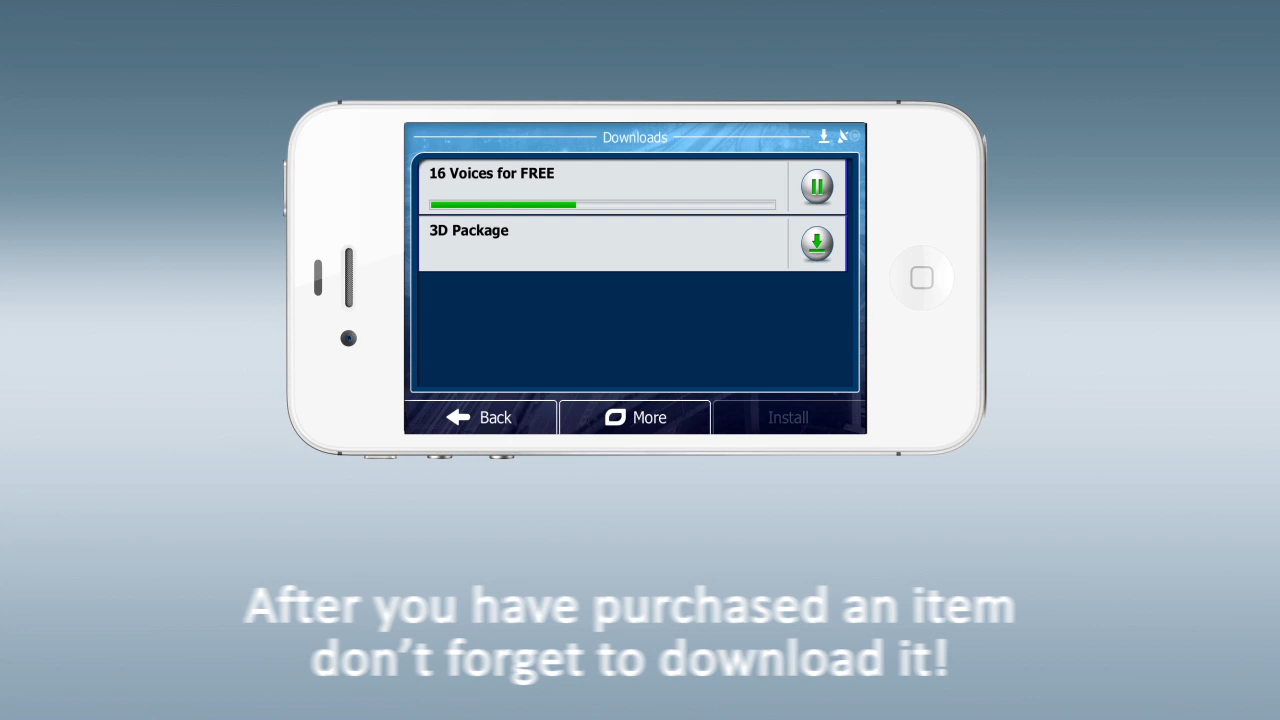 Downloads
16 Voices for FREE
3D Package
Back
More
Install
After you have purchased an item
don't forget to download it!